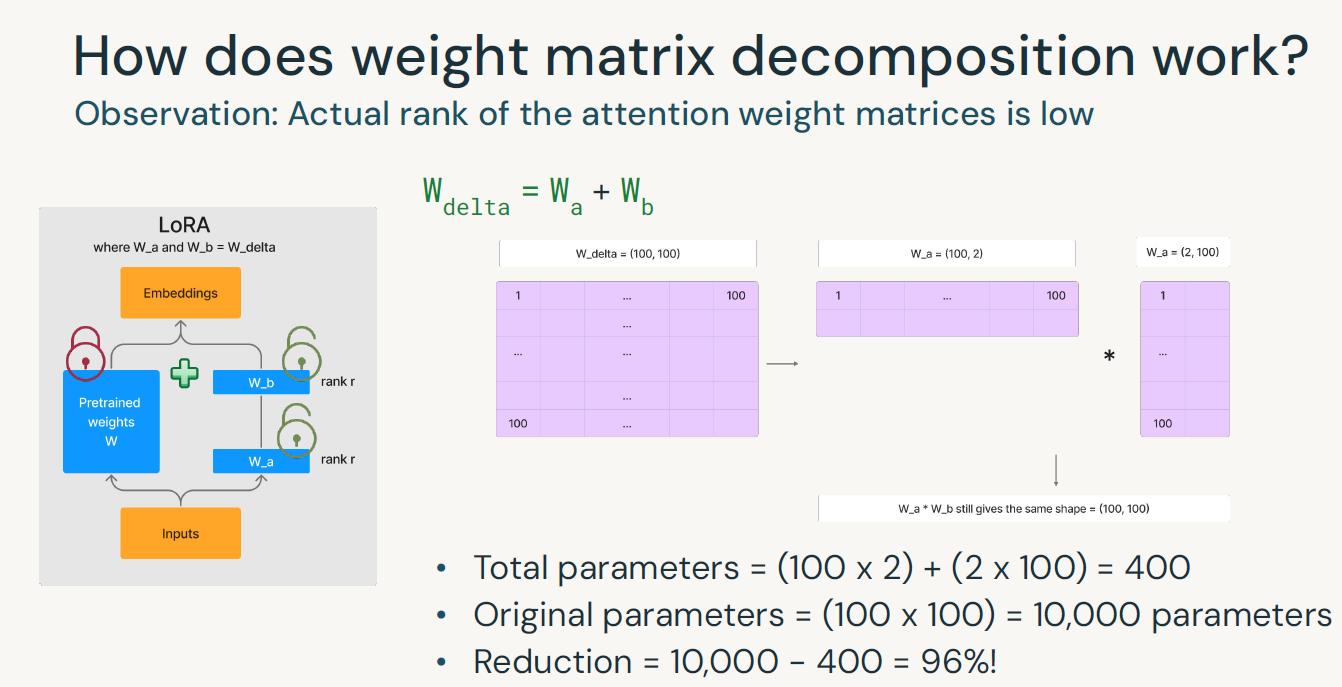 How does weight matrix decomposition work?
Observation: Actual rank of the attention weight matrices is low
W_delta = W_a + W_b
LoRA
where W_a and W_b = W_delta
Embeddings
Pretrained
weights
W
W_b
rank r
W_a
rank r
Inputs
W_delta = (100, 100)
1 ... 100
...
... ...
...
100 ...
W_a = (100, 2)
1 ... 100
*
W_a = (2, 100)
1
...
100
W_a * W_b still gives the same shape = (100, 100)
• Total parameters = (100 x 2) + (2 x 100) = 400
• Original parameters = (100 x 100) = 10,000 parameters
• Reduction = 10,000 - 400 = 96%!